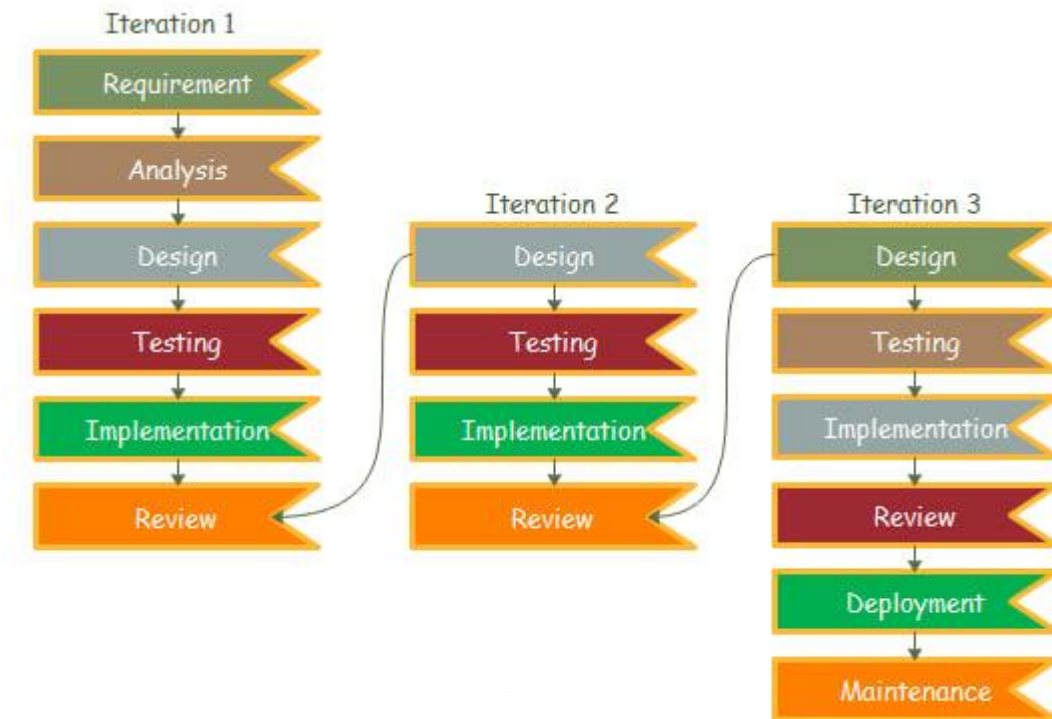 Iteration 1
Requirement
Analysis
Design
Testing
Implementation
Review
Iteration 2
Design
Testing
Implementation
Review
Iteration 3
Design
Testing
Implementation
Review
Deployment
Maintenance